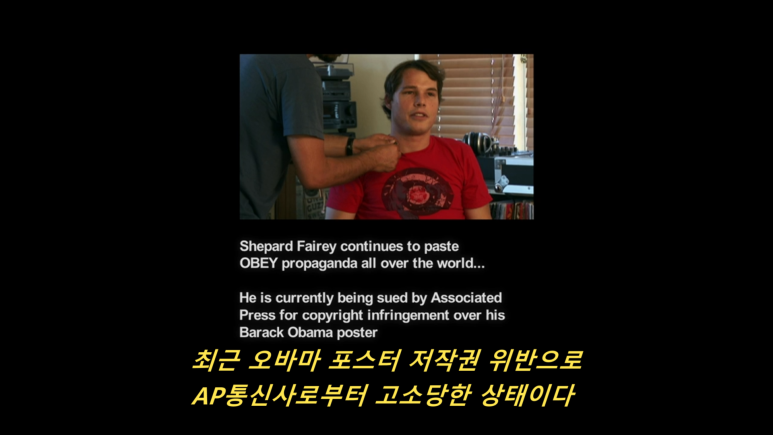 Shepard Fairey continues to paste
OBEY propaganda all over the world...
He is currently being sued by Associated
Press for copyright infringement over his
Barack Obama poster
최근 오바마 포스터 저작권 위반으로
AP통신사로부터 고소당한 상태이다